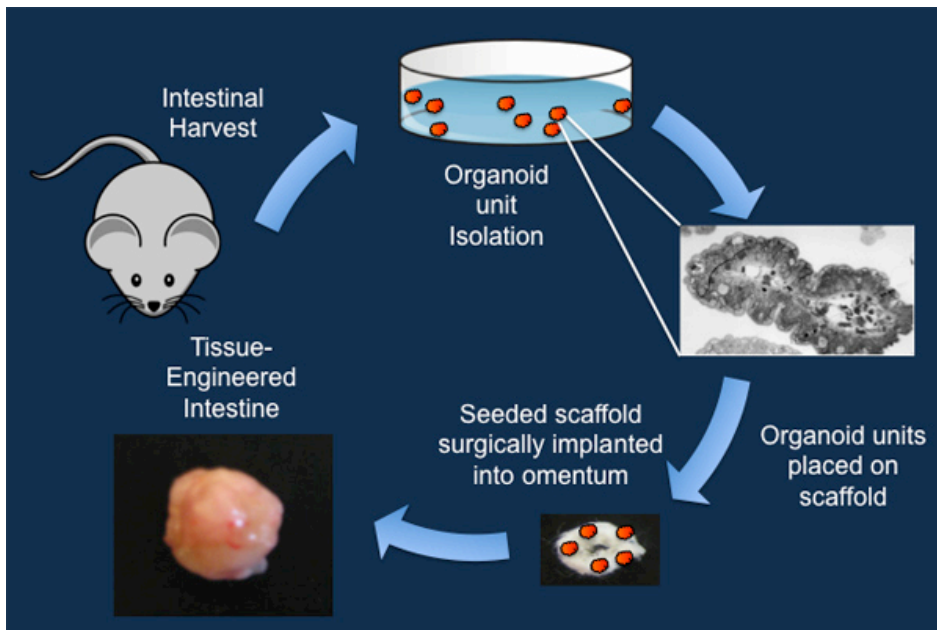 Intestinal
Harvest
Organoid
unit
Isolation
Organoid units
placed on
scaffold
Seeded scaffold
surgically implanted
into omentum
Tissue-
Engineered
Intestine